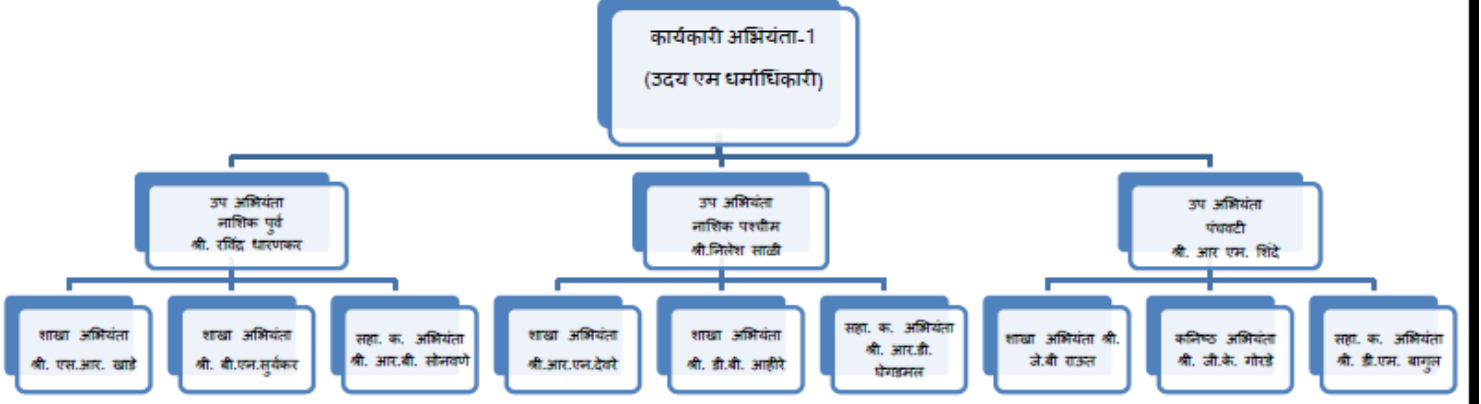 कार्यकारी अभियंता-1
(उदय एम धर्माधिकारी)
उप अभियंता
नाशिक पुर्व
श्री. रविंद्र धारणकर
उप अभियंता
नाशिक पश्चीम
श्री.निलेश साळी
उप अभियंता
पंचवटी
श्री. आर एम. शिंदे
शाखा अभियंता
श्री. एस.आर. खाडे
शाखा अभियंता
श्री. बी.एन.सुर्यकर
सहा. क. अभियंता
श्री. आर.बी. सोनवणे
शाखा अभियंता
श्री.आर.एन.देवरे
शाखा अभियंता
श्री. डी.बी. आहीरे
सहा. क. अभियंता
श्री. आर.डी.
घेगडमल
शाखा अभियंता श्री.
जे.बी राऊत
कनिष्ठ अभियंता
श्री. जी.के. गोरडे
सहा. क. अभियंता
श्री. डी.एम. बागुल